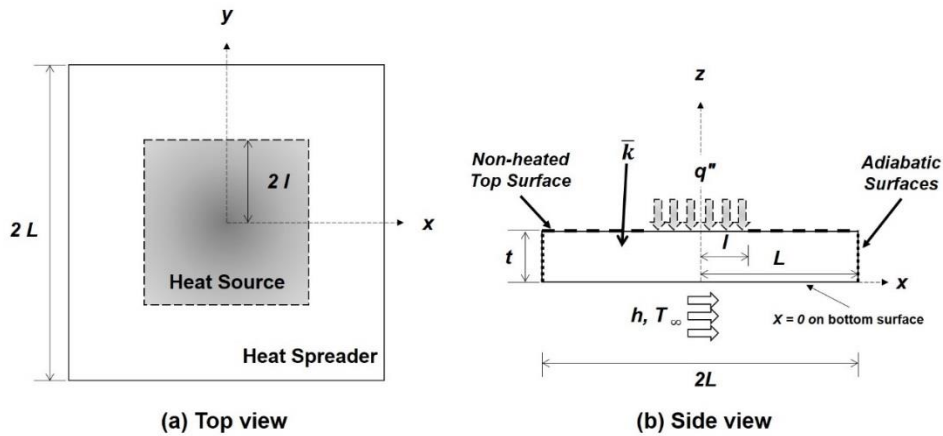 y
2 l
2 L
x
Heat Source
Heat Spreader
(a) Top view
z
Non-heated
Top Surface
k̄
q"
Adiabatic
Surfaces
t
l
L
x
h, T∞
X = 0 on bottom surface
2L
(b) Side view